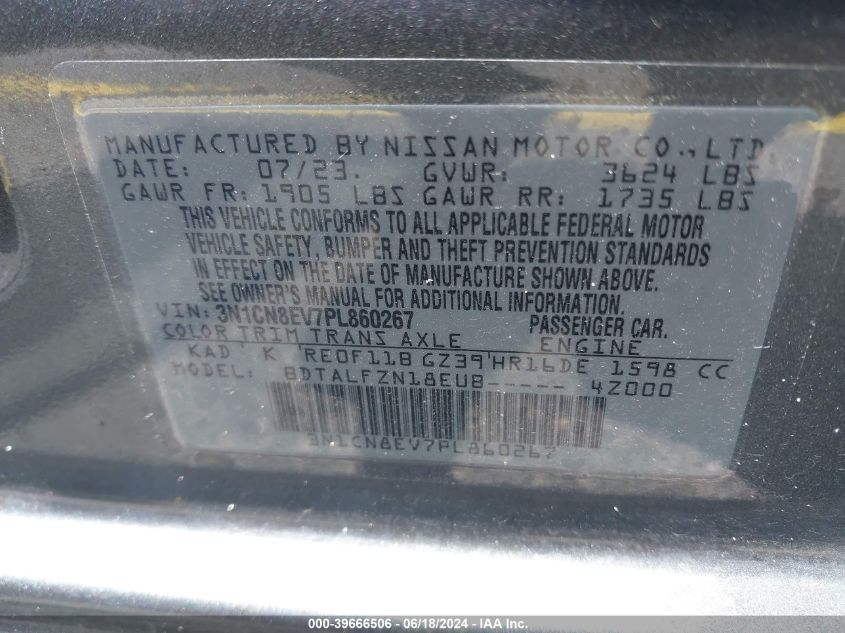 MANUFACTURED BY NISSAN MOTOR CO., LTD.
DATE: 07/23. GVWR: 3624 LBS
GAWR FR: 1905 LBS GAWR RR: 1735 LBS
THIS VEHICLE CONFORMS TO ALL APPLICABLE FEDERAL MOTOR
VEHICLE SAFETY, BUMPER AND THEFT PREVENTION STANDARDS
IN EFFECT ON THE DATE OF MANUFACTURE SHOWN ABOVE.
SEE OWNER'S MANUAL FOR ADDITIONAL INFORMATION.
VIN: 3N1CN8EV7PL860267 PASSENGER CAR.
COLOR TRIM TRANS AXLE ENGINE
KAD K RE0F11B GZ39 HR16DE 1598 CC
MODEL: BDTALFZN18EUB----- 4Z000
3N1CN8EV7PL860267
000-39666506 - 06/18/2024 - IAA Inc.